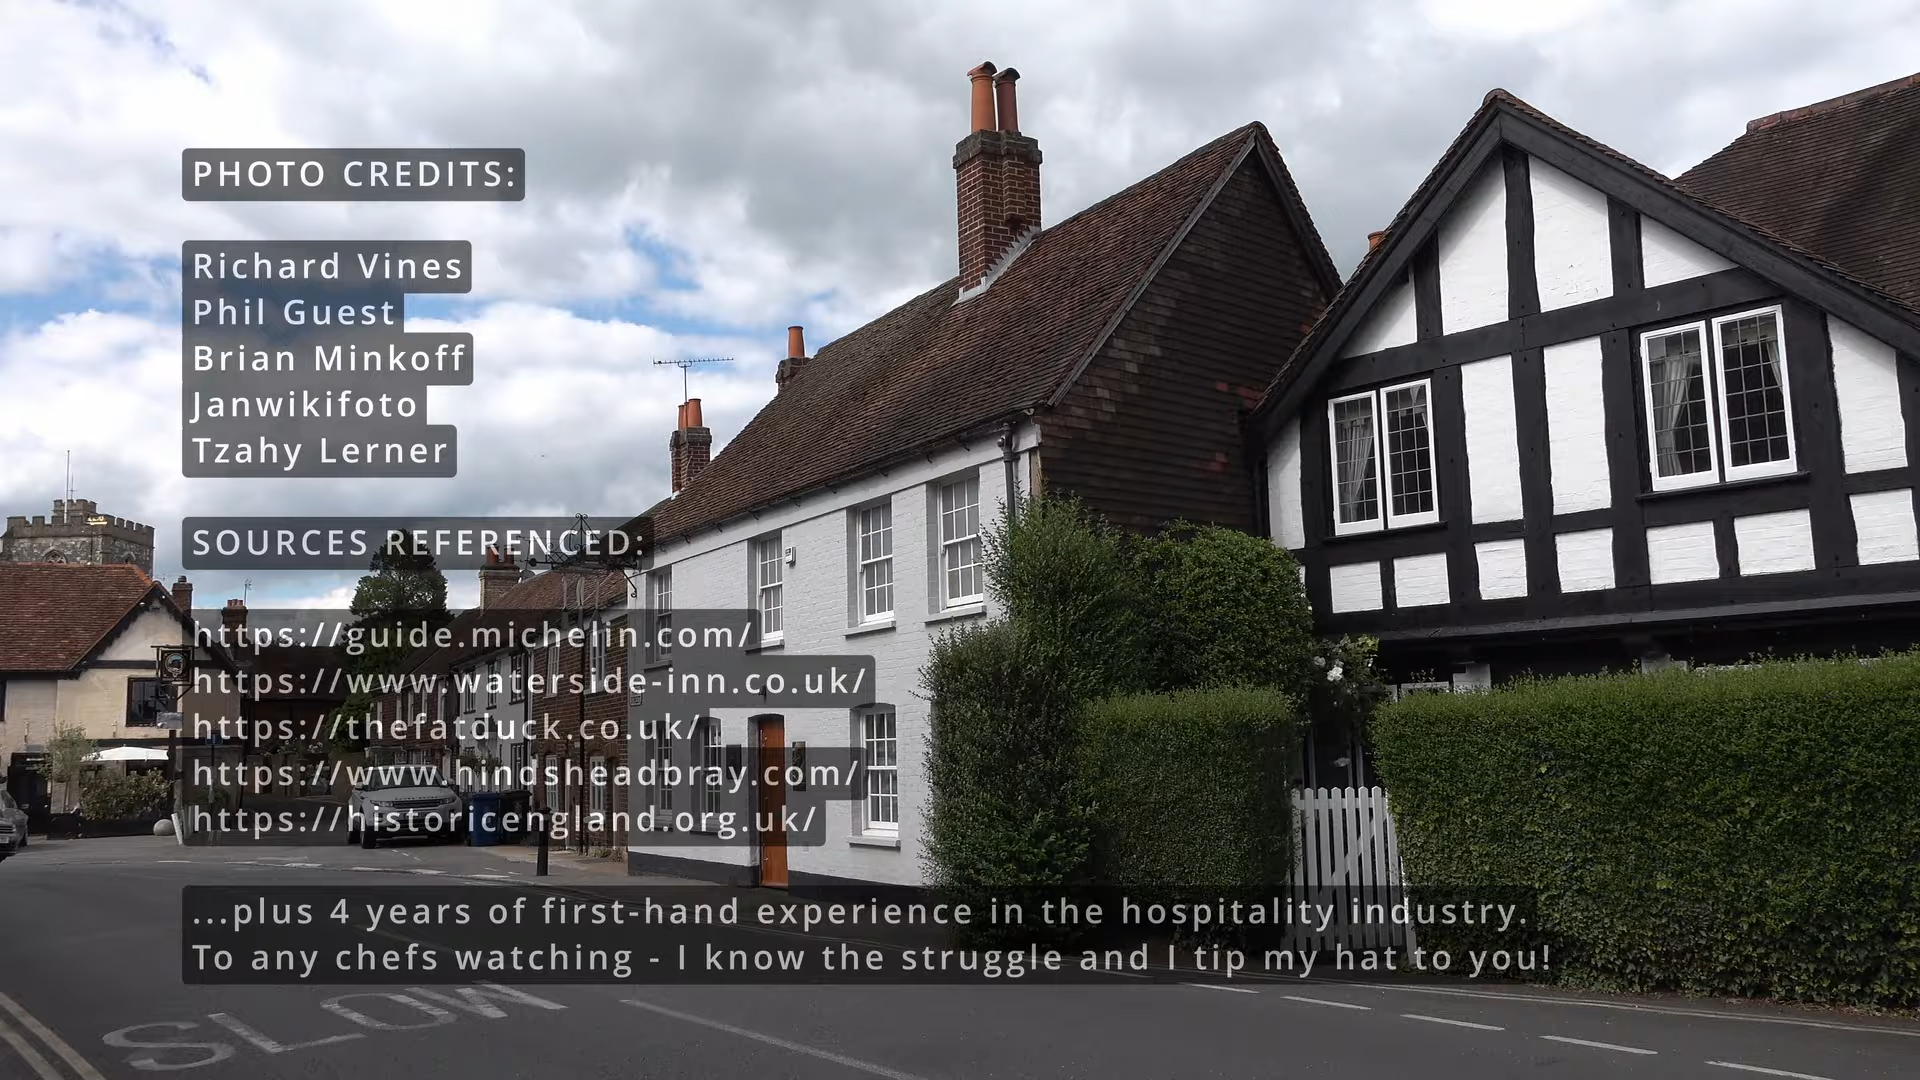 PHOTO CREDITS:
Richard Vines
Phil Guest
Brian Minkoff
Janwikifoto
Tzahy Lerner
SOURCES REFERENCED:
https://guide.michelin.com/
https://www.waterside-inn.co.uk/
https://thefatduck.co.uk/
https://www.hindsheadbray.com/
https://historicengland.org.uk/
...plus 4 years of first-hand experience in the hospitality industry.
To any chefs watching - I know the struggle and I tip my hat to you!
SLOW